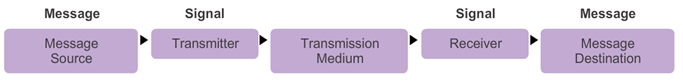 Message
Signal
Signal
Message
Message
Source
Transmitter
Transmission
Medium
Receiver
Message
Destination